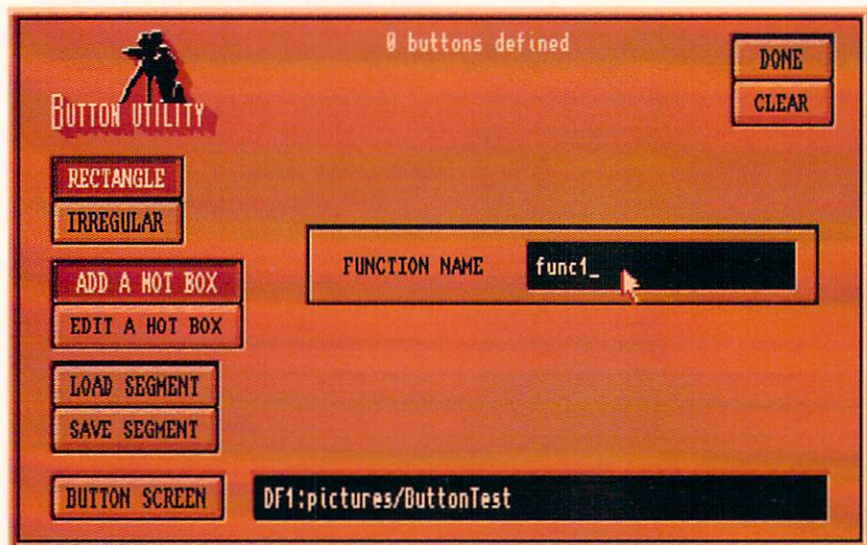 0 buttons defined
DONE
CLEAR
BUTTON UTILITY
RECTANGLE
IRREGULAR
FUNCTION NAME func1_
ADD A HOT BOX
EDIT A HOT BOX
LOAD SEGMENT
SAVE SEGMENT
BUTTON SCREEN DF1:pictures/ButtonTest